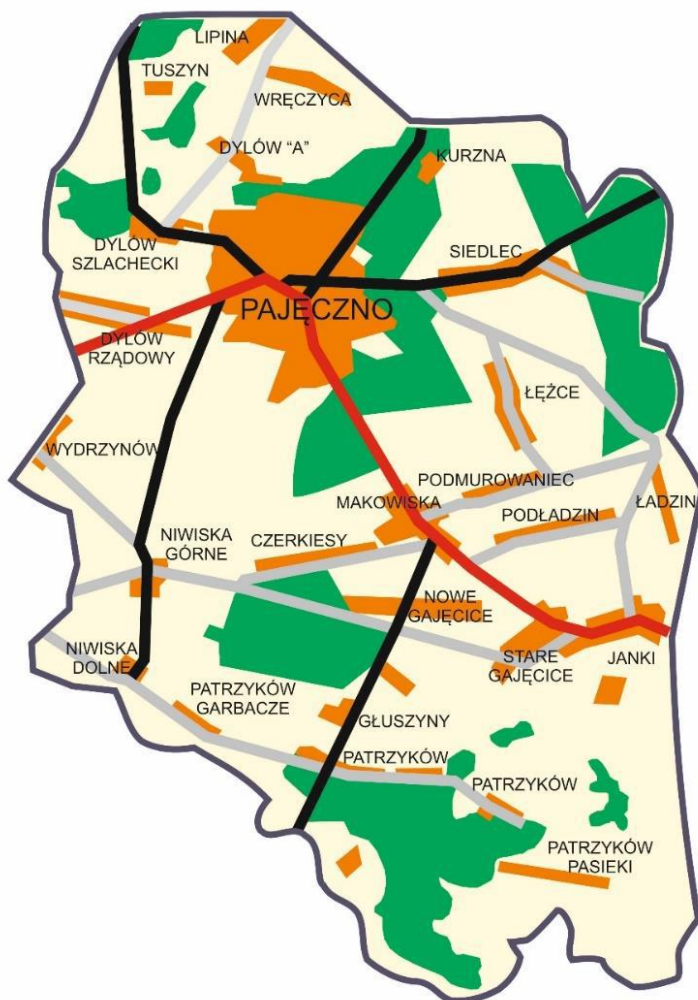 LIPINA
TUSZYN
WRĘCZYCA
DYLÓW "A"
KURZNA
DYLÓW
SZLACHECKI
SIEDLEC
PAJĘCZNO
DYLÓW
RZĄDOWY
ŁĘŻCE
WYDRZYNÓW
PODMUROWANIEC
MAKOWISKA
PODŁADZIN
ŁADZIN
NIWISKA
GÓRNE
CZERKIESY
NOWE
GAJĘCICE
NIWISKA
DOLNE
STARE
GAJĘCICE
JANKI
PATRZYKÓW
GARBACZE
GŁUSZYNY
PATRZYKÓW
PATRZYKÓW
PATRZYKÓW
PASIEKI